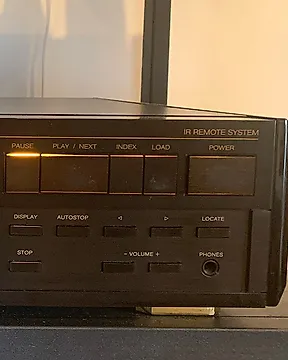 IR REMOTE SYSTEM
PAUSE PLAY / NEXT INDEX LOAD POWER
DISPLAY AUTOSTOP ◁ ▷ LOCATE
STOP – VOLUME + PHONES